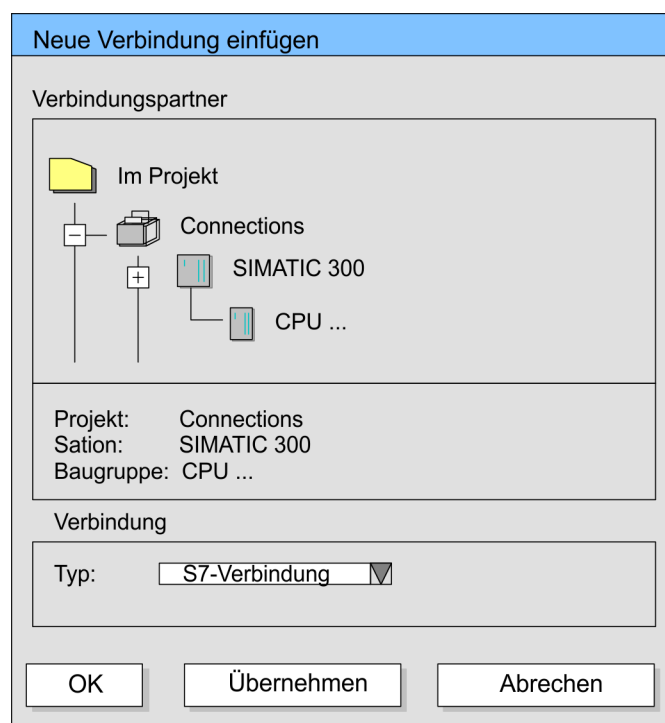 Neue Verbindung einfügen
Verbindungspartner
Im Projekt
Connections
SIMATIC 300
CPU ...
Projekt: Connections
Sation: SIMATIC 300
Baugruppe: CPU ...
Verbindung
Typ: S7-Verbindung
OK Übernehmen Abrechen